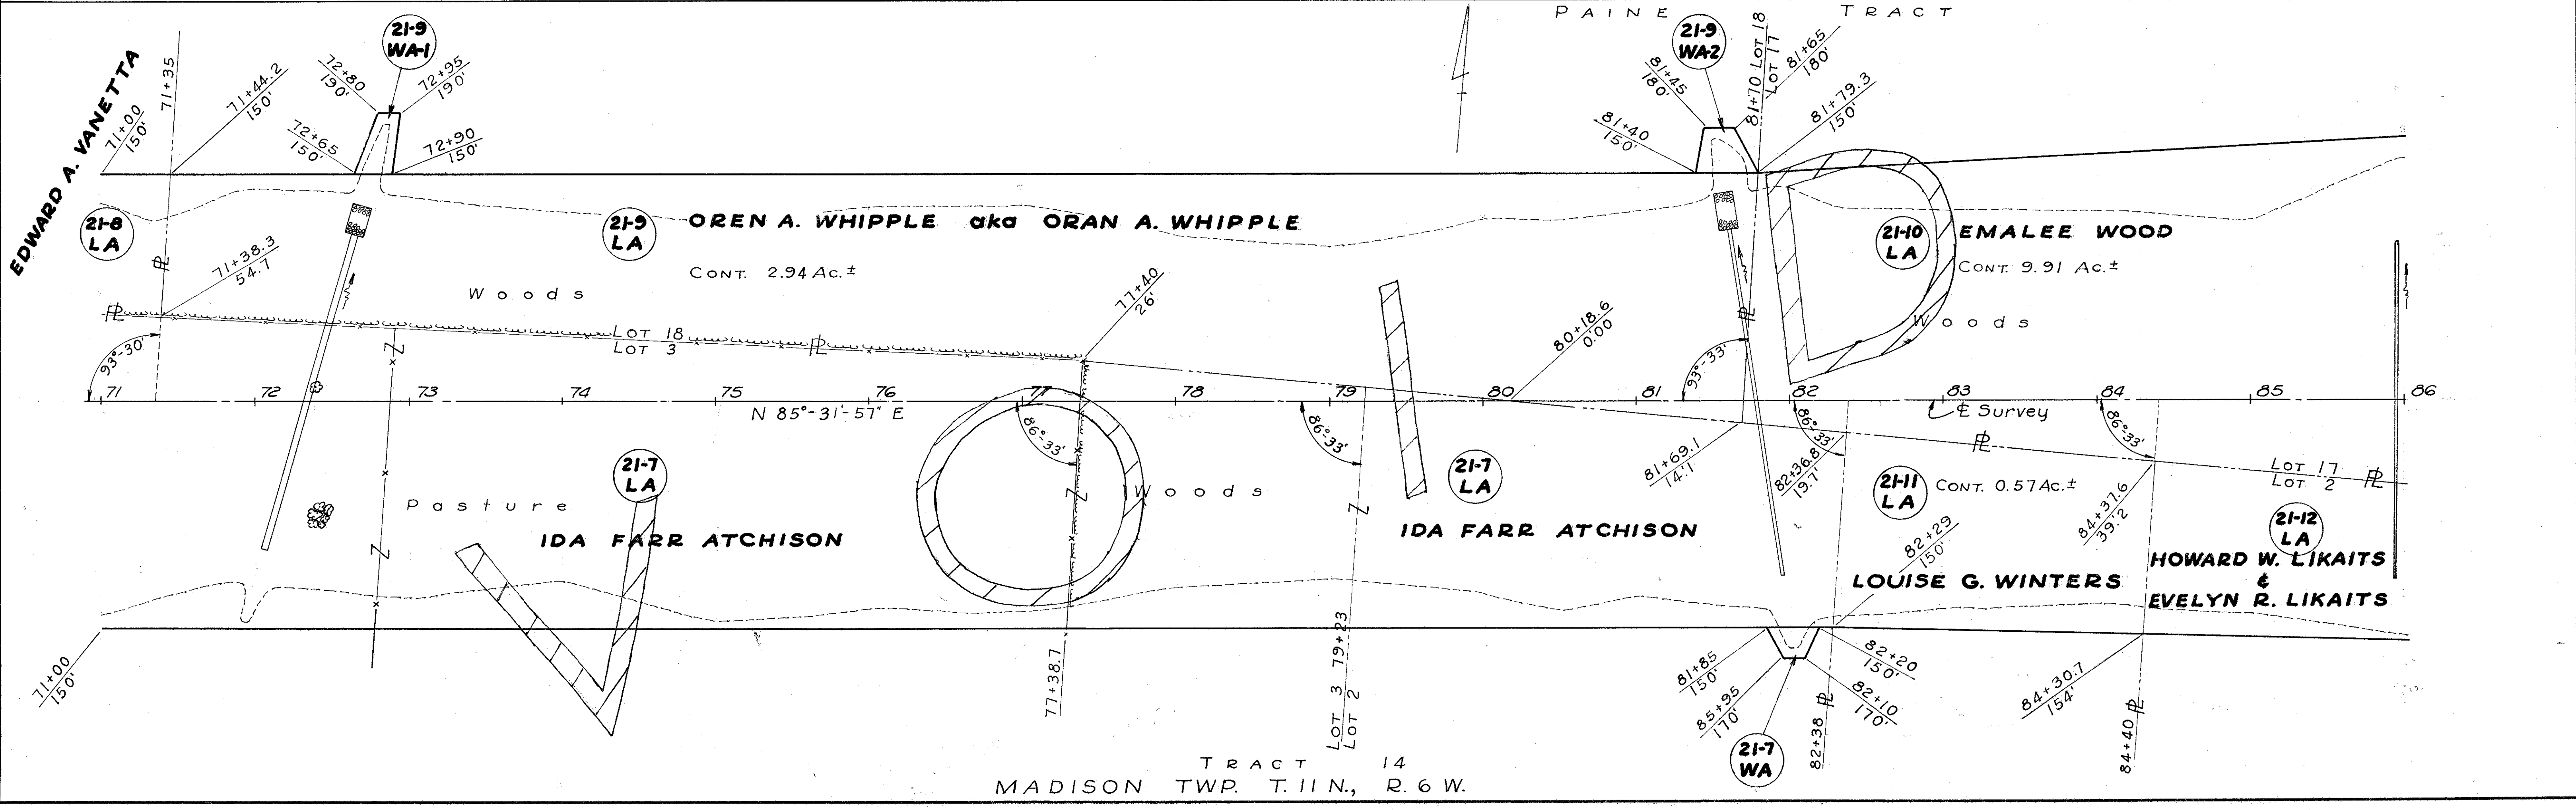 PAINE TRACT
EDWARD A. VANETTA
71+00
150'
71+35
71+44.2
150'
72+80
190'
21-9
WA-1
72+95
190'
72+65
150'
72+90
150'
81+40
150'
81+45
180'
21-9
WA-2
81+70 LOT 18
LOT 17
81+65
180'
81+79.3
150'
21-8
LA
21-9
LA
OREN A. WHIPPLE aka ORAN A. WHIPPLE
CONT. 2.94 Ac.±
21-10
LA
EMALEE WOOD
CONT. 9.91 Ac.±
PL
71+38.3
54.7
Woods
77+40
26'
80+18.6
0.00
PL
Woods
PL
LOT 18
LOT 3
PL
93°-30'
93°-33'
71 72 73 74 75 76 77 78 79 80 81 82 83 84 85 86
N 85°-31'-57" E
℄ Survey
86°-33'
86°-33'
86°-33'
86°-33'
VOID
81+69.1
14.1
82+36.8
19.7'
PL
LOT 17
LOT 2
PL
21-7
LA
Pasture
Woods
21-7
LA
21-11
LA
CONT. 0.57 Ac.±
84+37.6
39.2
21-12
LA
IDA FARR ATCHISON
IDA FARR ATCHISON
82+29
150'
LOUISE G. WINTERS
HOWARD W. LIKAITS
&
EVELYN R. LIKAITS
71+00
150'
77+38.7
LOT 3 79+23
LOT 2
81+85
150'
85+95
170'
21-7
WA
82+20
150'
82+10
170'
82+38 PL
84+30.7
154'
84+40 PL
TRACT 14
MADISON TWP. T. 11 N., R. 6 W.